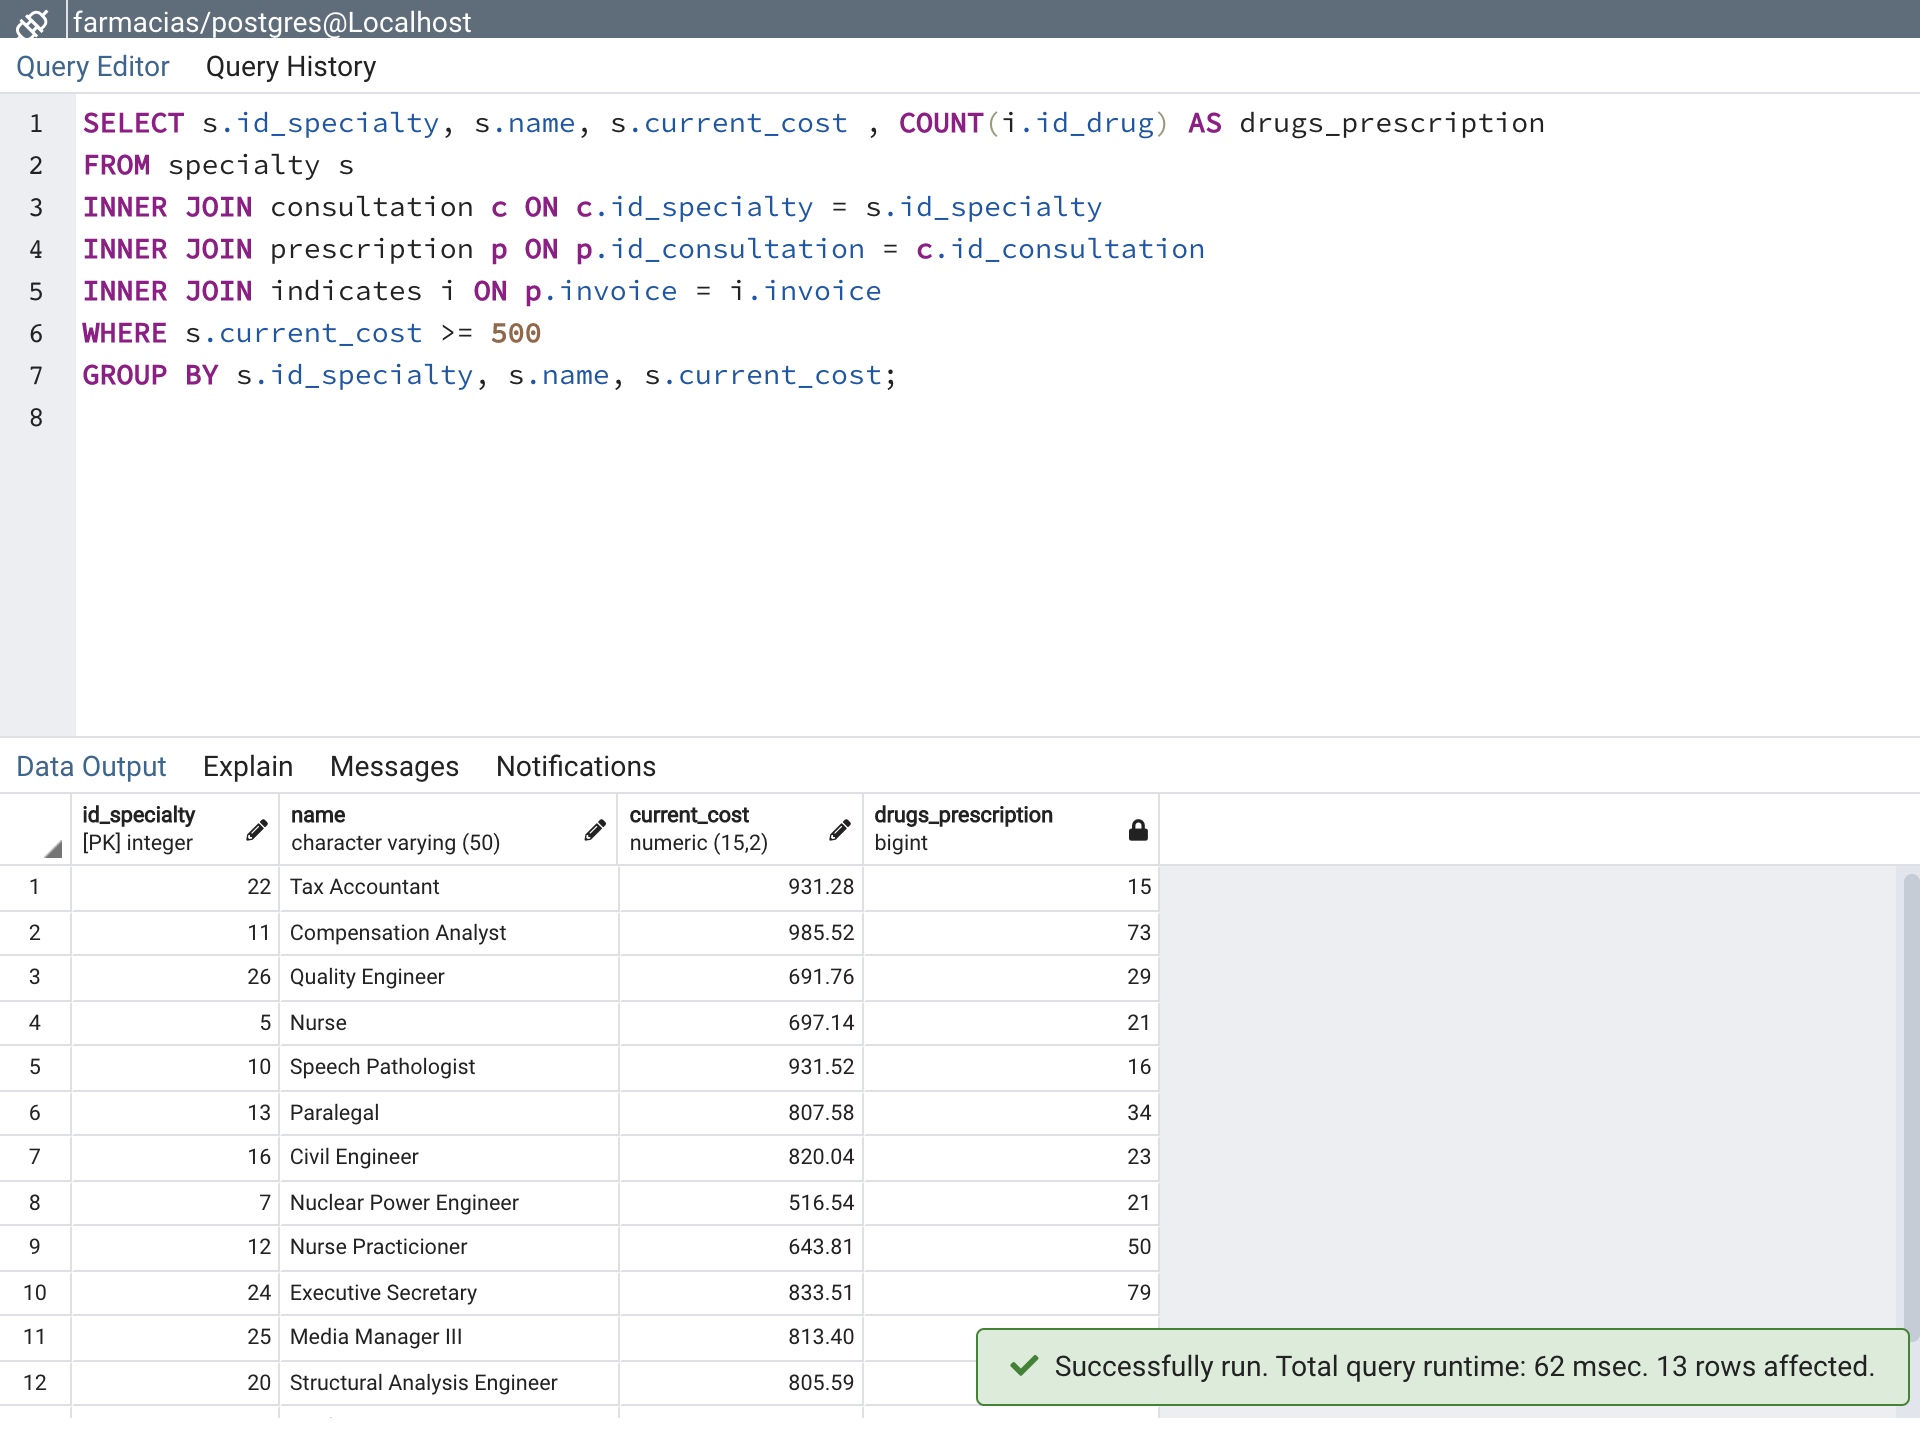 farmacias/postgres@Localhost
Query Editor Query History
1 SELECT s.id_specialty, s.name, s.current_cost , COUNT(i.id_drug) AS drugs_prescription
2 FROM specialty s
3 INNER JOIN consultation c ON c.id_specialty = s.id_specialty
4 INNER JOIN prescription p ON p.id_consultation = c.id_consultation
5 INNER JOIN indicates i ON p.invoice = i.invoice
6 WHERE s.current_cost >= 500
7 GROUP BY s.id_specialty, s.name, s.current_cost;
8
Data Output Explain Messages Notifications
id_specialty name current_cost drugs_prescription
[PK] integer character varying (50) numeric (15,2) bigint
1 22 Tax Accountant 931.28 15
2 11 Compensation Analyst 985.52 73
3 26 Quality Engineer 691.76 29
4 5 Nurse 697.14 21
5 10 Speech Pathologist 931.52 16
6 13 Paralegal 807.58 34
7 16 Civil Engineer 820.04 23
8 7 Nuclear Power Engineer 516.54 21
9 12 Nurse Practicioner 643.81 50
10 24 Executive Secretary 833.51 79
11 25 Media Manager III 813.40
12 20 Structural Analysis Engineer 805.59
Successfully run. Total query runtime: 62 msec. 13 rows affected.